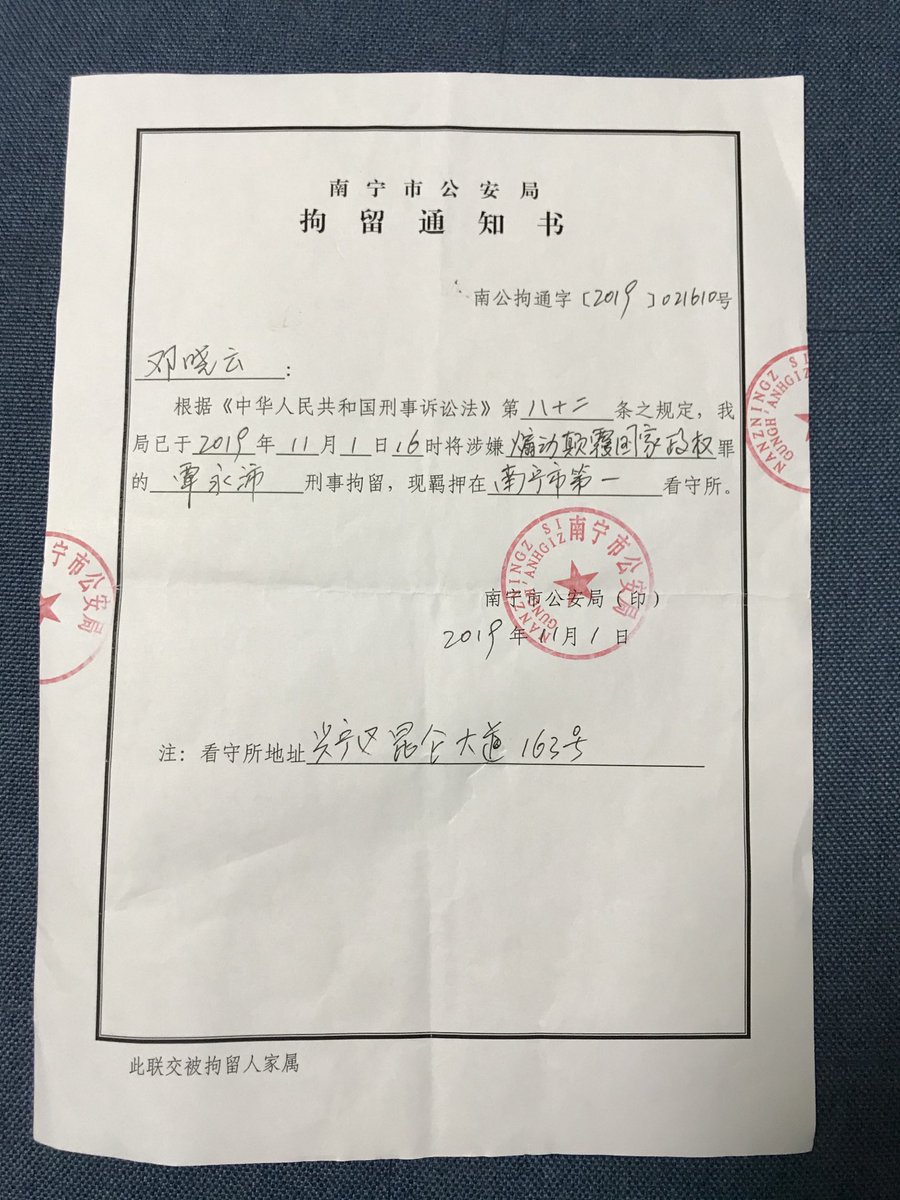 南宁市公安局
拘留通知书
南公拘通字〔2019〕021610号
邓晓云:
根据《中华人民共和国刑事诉讼法》第八十二条之规定,我
局已于2019年11月1日16时将涉嫌煽动颠覆国家政权罪
的覃永沛刑事拘留,现羁押在南宁市第一看守所。
NANZNINGZ SI
GUNGH'ANHGIZ
NANZNINGZ SI GUNGH'ANHGIZ 南宁市公安局
南宁市公安局(印)
2019年11月1日
宁市公安局
注:看守所地址兴宁区昆仑大道163号
此联交被拘留人家属